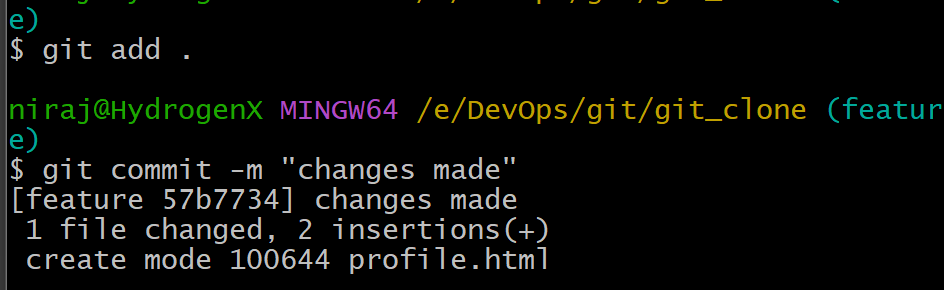 e)
$ git add .
niraj@HydrogenX MINGW64 /e/DevOps/git/git_clone (featur
e)
$ git commit -m "changes made"
[feature 57b7734] changes made
 1 file changed, 2 insertions(+)
 create mode 100644 profile.html